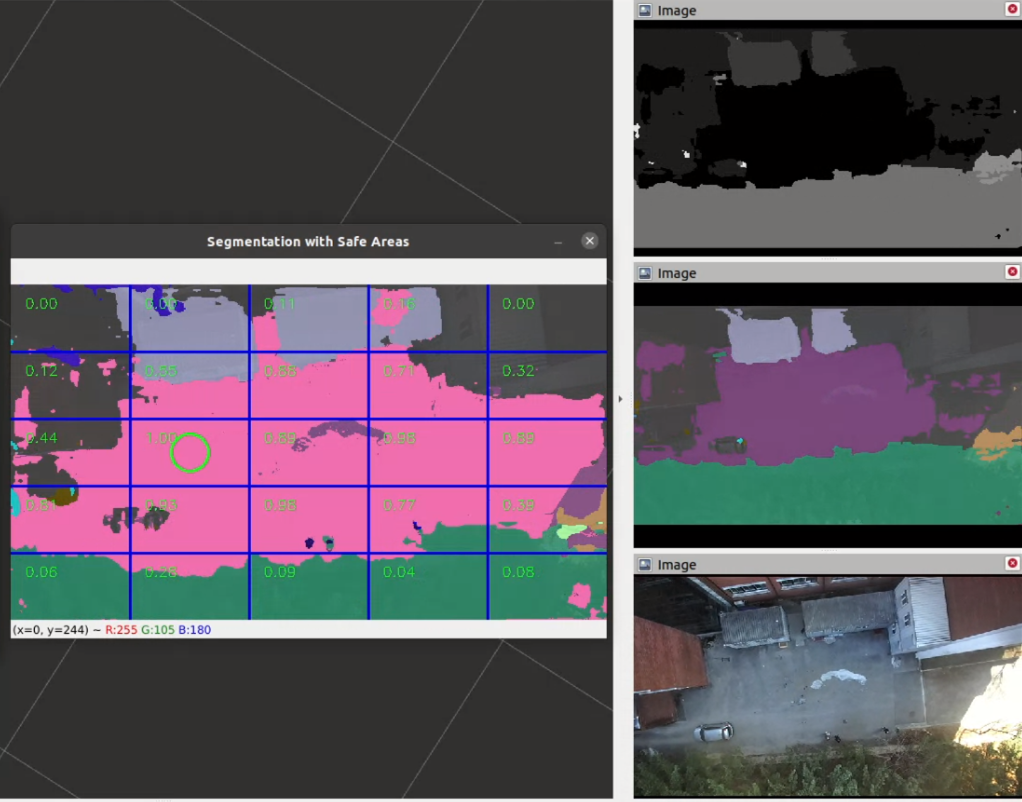 Image
Segmentation with Safe Areas
0.00 0.11 0.16 0.00
0.12 0.55 0.86 0.71 0.32
0.44 1.00 0.89 0.98 0.89
0.81 0.93 0.98 0.77 0.39
0.06 0.28 0.09 0.04 0.08
(x=0, y=244) ~ R:255 G:105 B:180
Image
Image